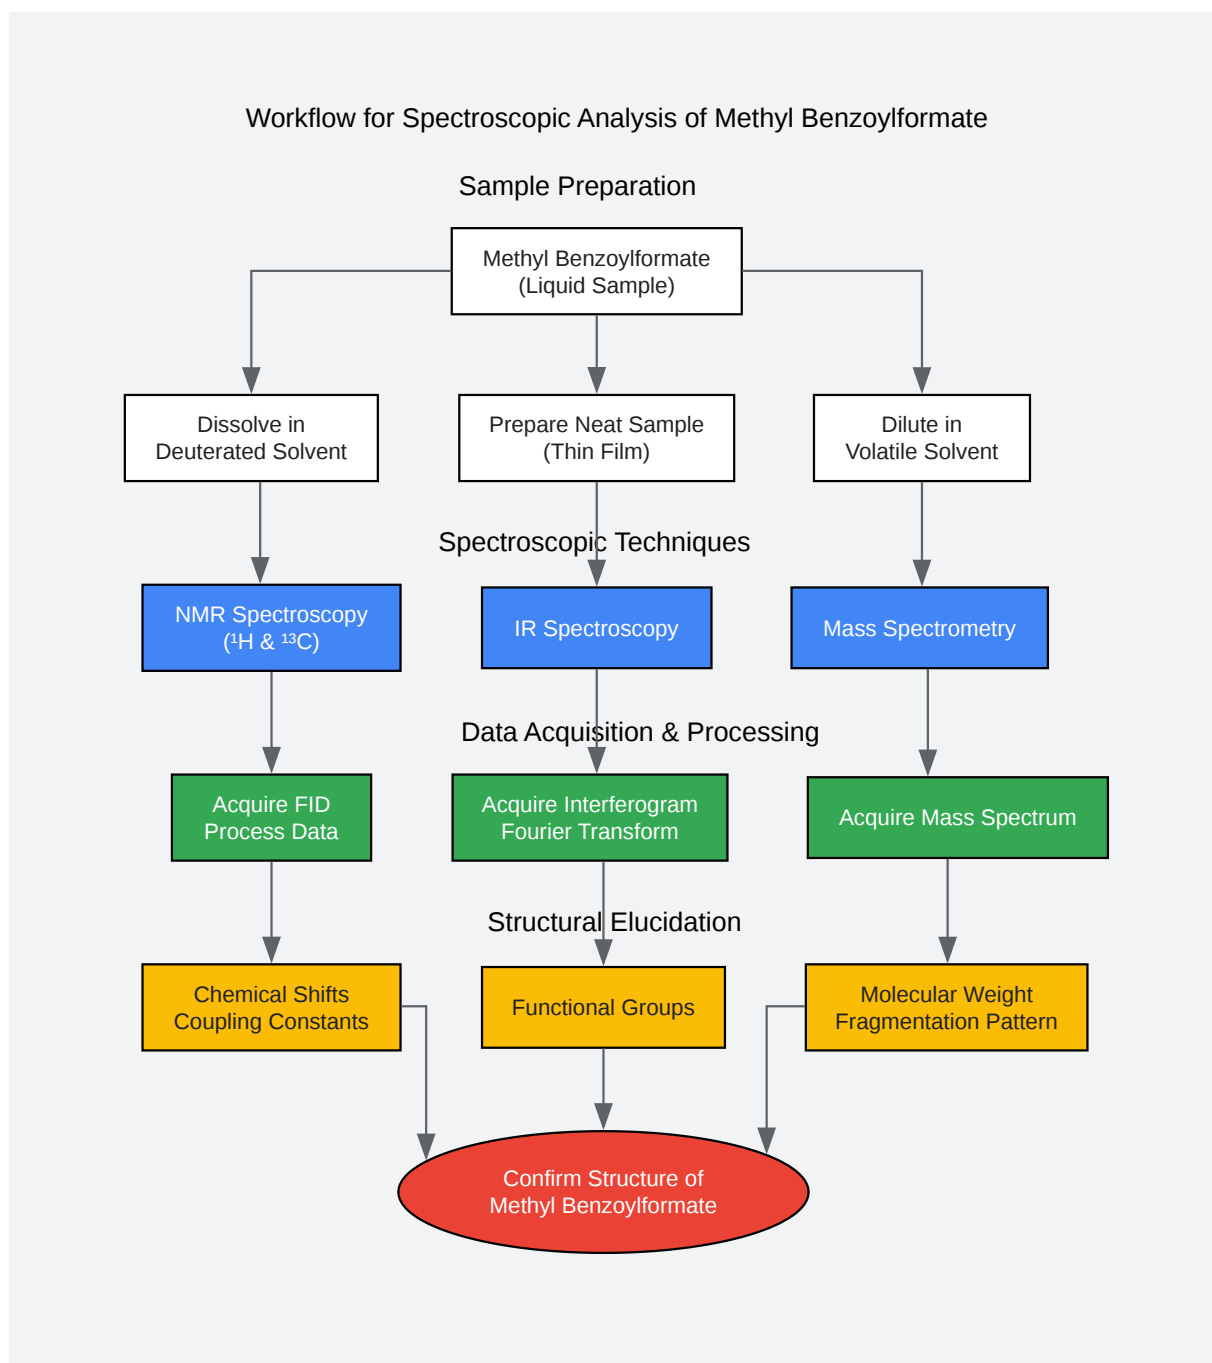 Workflow for Spectroscopic Analysis of Methyl Benzoylformate
Sample Preparation
Methyl Benzoylformate
(Liquid Sample)
Dissolve in
Deuterated Solvent
Prepare Neat Sample
(Thin Film)
Dilute in
Volatile Solvent
Spectroscopic Techniques
NMR Spectroscopy
(¹H & ¹³C)
IR Spectroscopy
Mass Spectrometry
Data Acquisition & Processing
Acquire FID
Process Data
Acquire Interferogram
Fourier Transform
Acquire Mass Spectrum
Structural Elucidation
Chemical Shifts
Coupling Constants
Functional Groups
Molecular Weight
Fragmentation Pattern
Confirm Structure of
Methyl Benzoylformate